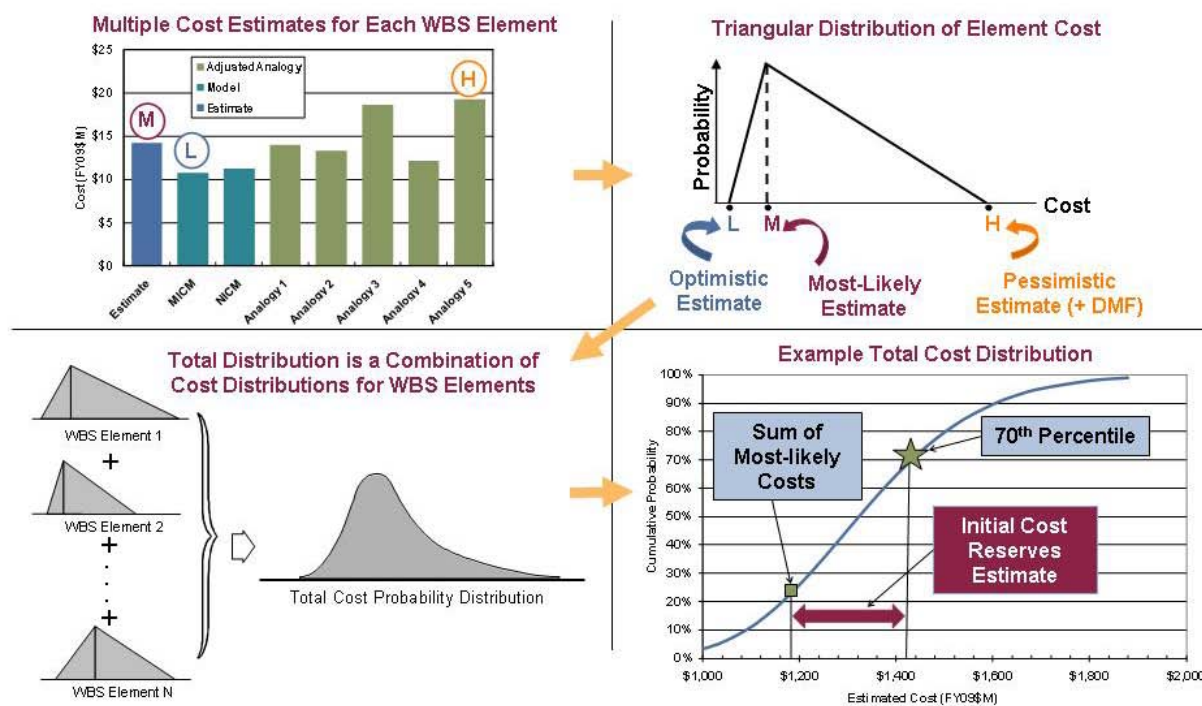 Multiple Cost Estimates for Each WBS Element
$25
$20
$15
$10
$5
$0
Cost (FY09$M)
Adjusted Analogy
Model
Estimate
M
L
H
Estimate
MICM
NICM
Analogy 1
Analogy 2
Analogy 3
Analogy 4
Analogy 5
Triangular Distribution of Element Cost
Probability
Cost
L
M
H
Optimistic
Estimate
Most-Likely
Estimate
Pessimistic
Estimate (+ DMF)
Total Distribution is a Combination of
Cost Distributions for WBS Elements
WBS Element 1
+
WBS Element 2
+
+
WBS Element N
Total Cost Probability Distribution
Example Total Cost Distribution
100%
90%
80%
70%
60%
50%
40%
30%
20%
10%
0%
Cumulative Probability
Sum of
Most-likely
Costs
70th Percentile
Initial Cost
Reserves
Estimate
$1,000
$1,200
$1,400
$1,600
$1,800
$2,000
Estimated Cost (FY09$M)